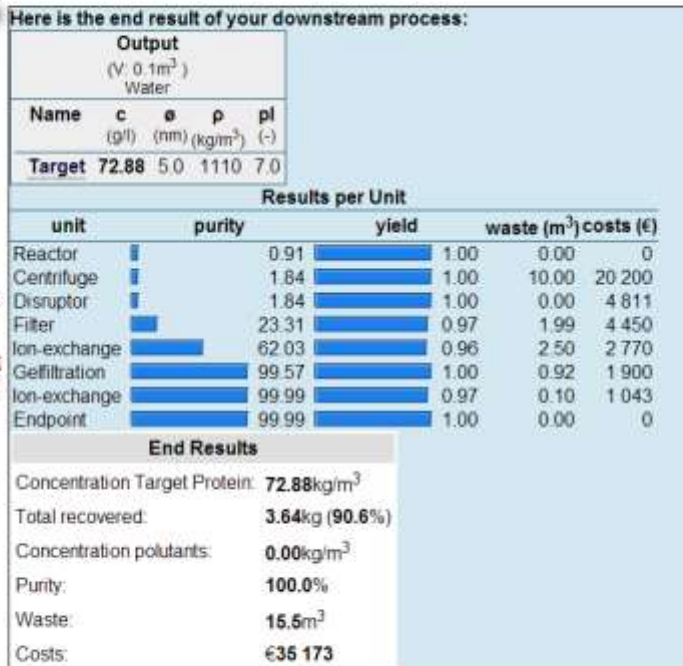 Here is the end result of your downstream process:
Output
(V: 0.1m³ )
Water
Name c ø ρ pI
(g/l) (nm) (kg/m³) (-)
Target 72.88 5.0 1110 7.0
Results per Unit
unit purity yield waste (m³) costs (€)
Reactor 0.91 1.00 0.00 0
Centrifuge 1.84 1.00 10.00 20 200
Disruptor 1.84 1.00 0.00 4 811
Filter 23.31 0.97 1.99 4 450
Ion-exchange 62.03 0.96 2.50 2 770
Gelfiltration 99.57 1.00 0.92 1 900
Ion-exchange 99.99 0.97 0.10 1 043
Endpoint 99.99 1.00 0.00 0
End Results
Concentration Target Protein: 72.88kg/m³
Total recovered: 3.64kg (90.6%)
Concentration polutants: 0.00kg/m³
Purity: 100.0%
Waste: 15.5m³
Costs: €35 173